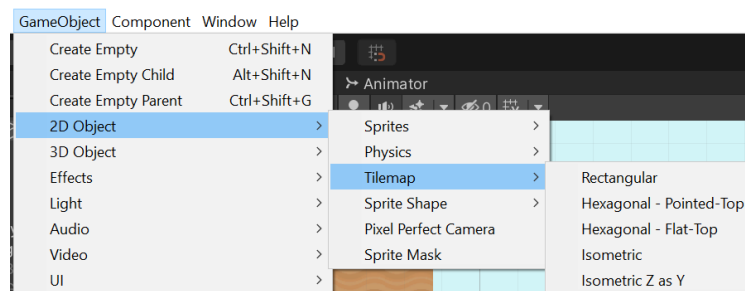 GameObject Component Window Help
Create Empty Ctrl+Shift+N
Create Empty Child Alt+Shift+N
Animator
Create Empty Parent Ctrl+Shift+G
0
2D Object >
Sprites >
3D Object >
Physics >
Effects >
Tilemap >
Rectangular
Light >
Sprite Shape >
Hexagonal - Pointed-Top
Audio >
Pixel Perfect Camera
Hexagonal - Flat-Top
Video >
Sprite Mask
Isometric
UI >
Isometric Z as Y